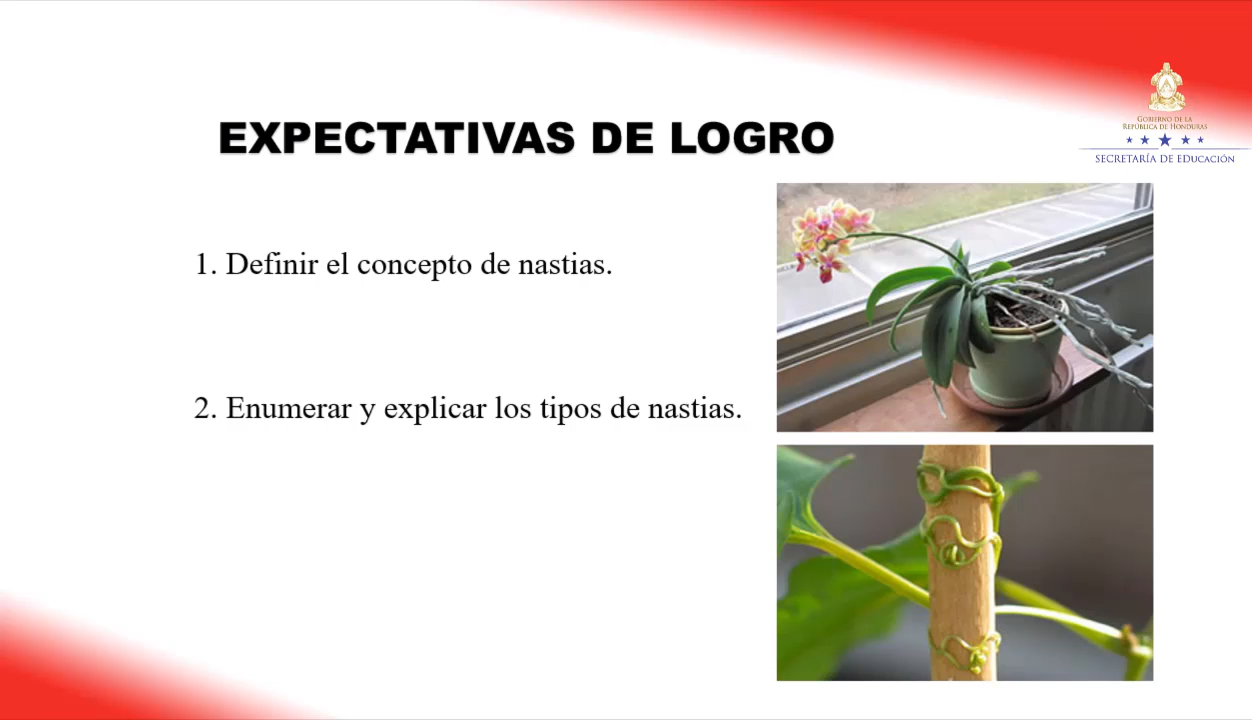 EXPECTATIVAS DE LOGRO
GOBIERNO DE LA
REPÚBLICA DE HONDURAS
SECRETARÍA DE EDUCACIÓN
1. Definir el concepto de nastias.
2. Enumerar y explicar los tipos de nastias.